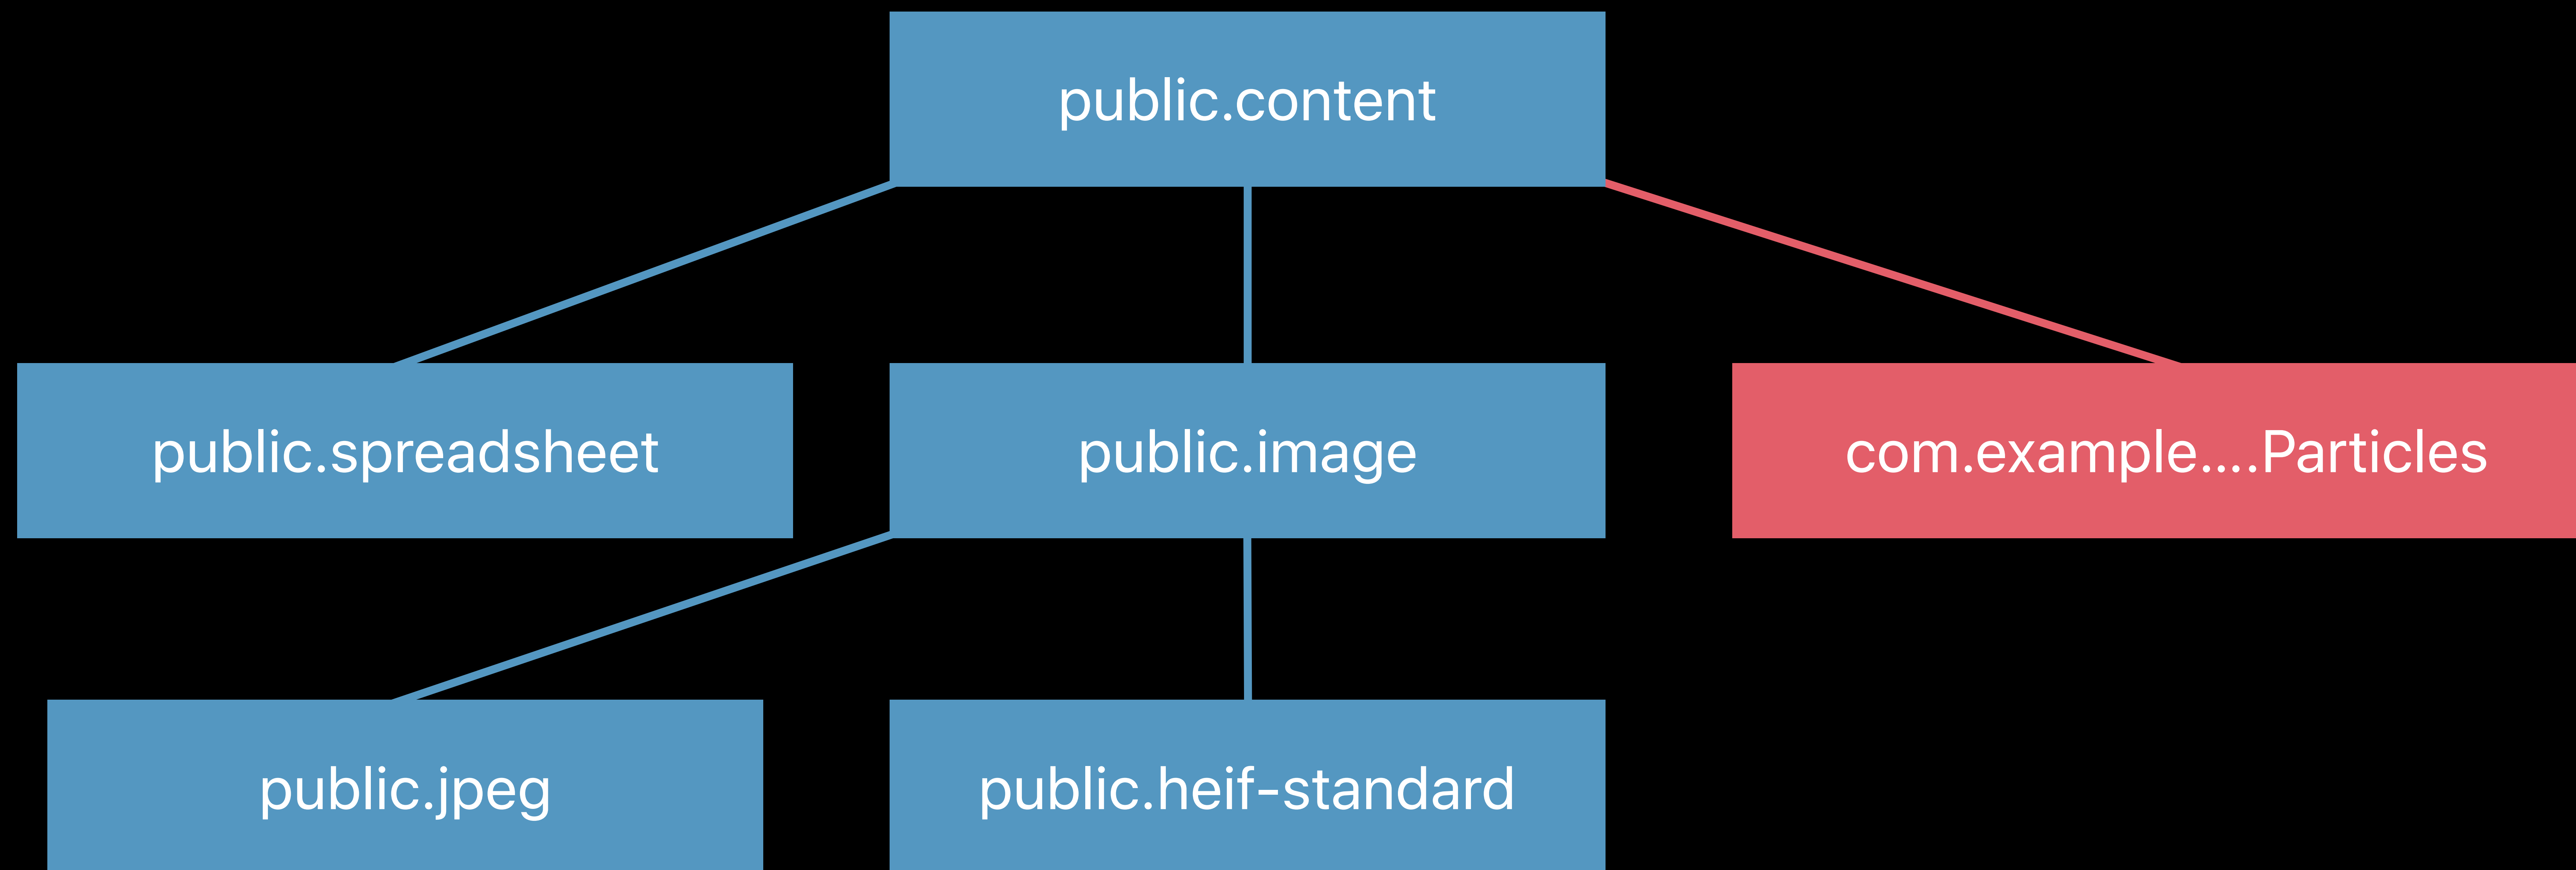 public.content
public.spreadsheet
public.image
com.example....Particles
public.jpeg
public.heif-standard